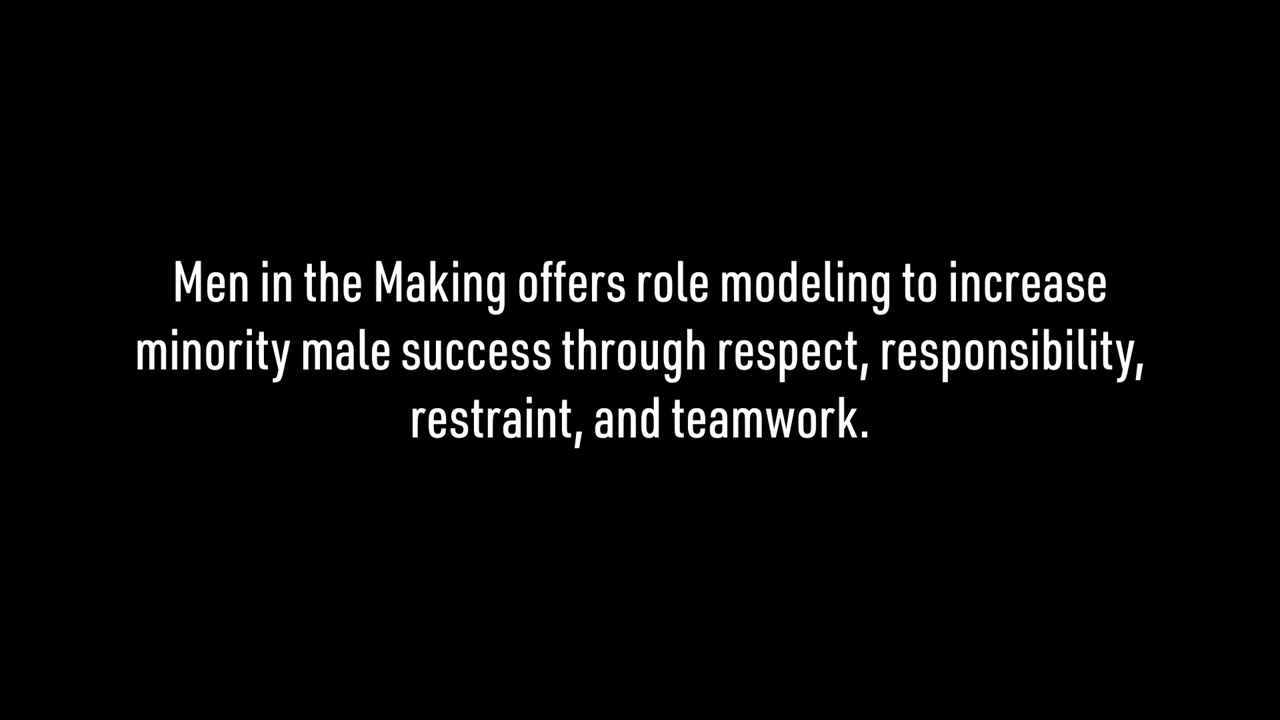 Men in the Making offers role modeling to increase
minority male success through respect, responsibility,
restraint, and teamwork.